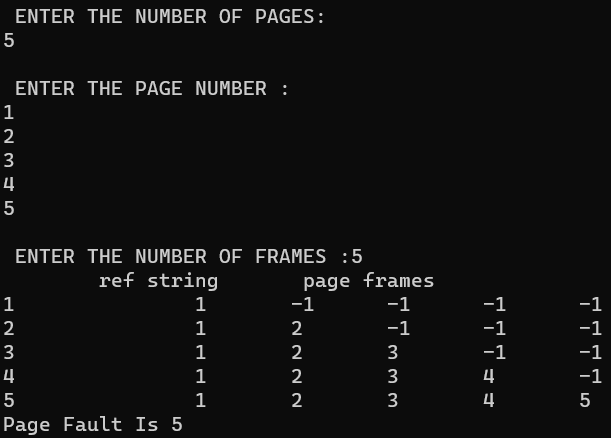 ENTER THE NUMBER OF PAGES:
5
ENTER THE PAGE NUMBER :
1
2
3
4
5
ENTER THE NUMBER OF FRAMES :5
ref string page frames
1 1 -1 -1 -1 -1
2 1 2 -1 -1 -1
3 1 2 3 -1 -1
4 1 2 3 4 -1
5 1 2 3 4 5
Page Fault Is 5